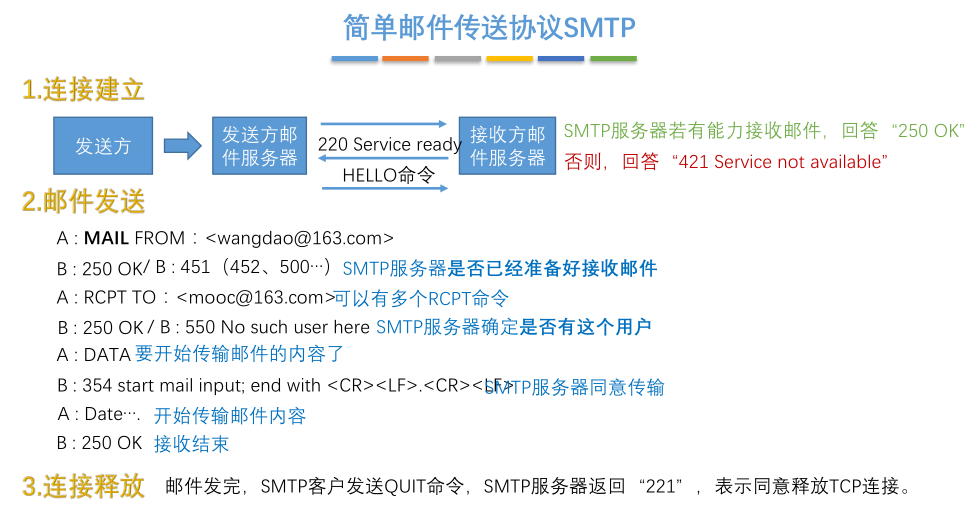 简单邮件传送协议SMTP
1.连接建立
发送方
发送方邮
件服务器
220 Service ready
HELLO命令
接收方邮
件服务器
SMTP服务器若有能力接收邮件，回答“250 OK”
否则，回答“421 Service not available”
2.邮件发送
A : MAIL FROM：<wangdao@163.com>
B : 250 OK/ B : 451（452、500…）SMTP服务器是否已经准备好接收邮件
A : RCPT TO：<mooc@163.com>可以有多个RCPT命令
B : 250 OK / B : 550 No such user here SMTP服务器确定是否有这个用户
A : DATA 要开始传输邮件的内容了
B : 354 start mail input; end with <CR><LF>.<CR><LF> SMTP服务器同意传输
A : Date…. 开始传输邮件内容
B : 250 OK 接收结束
3.连接释放 邮件发完，SMTP客户发送QUIT命令，SMTP服务器返回“221”，表示同意释放TCP连接。